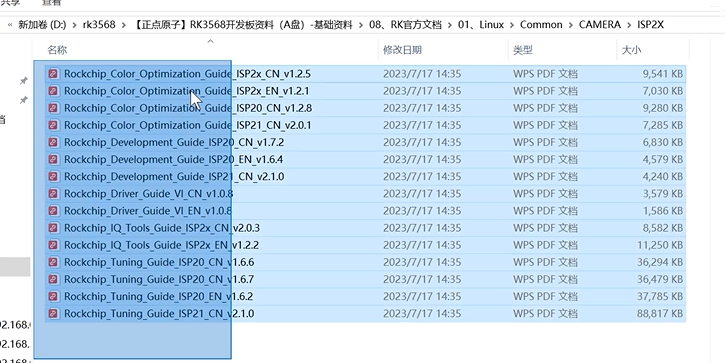 共享 查看
« 新加卷 (D:) > rk3568 > 【正点原子】RK3568开发板资料（A盘）-基础资料 > 08、RK官方文档 > 01、Linux > Common > CAMERA > ISP2X
名称 修改日期 类型 大小
Rockchip_Color_Optimization_Guide_ISP2x_CN_v1.2.5 2023/7/17 14:35 WPS PDF 文档 9,541 KB
Rockchip_Color_Optimization_Guide_ISP2x_EN_v1.2.1 2023/7/17 14:35 WPS PDF 文档 7,030 KB
Rockchip_Color_Optimization_Guide_ISP20_CN_v1.2.8 2023/7/17 14:35 WPS PDF 文档 9,280 KB
Rockchip_Color_Optimization_Guide_ISP21_CN_v2.0.1 2023/7/17 14:35 WPS PDF 文档 7,285 KB
Rockchip_Development_Guide_ISP20_CN_v1.7.2 2023/7/17 14:35 WPS PDF 文档 6,830 KB
Rockchip_Development_Guide_ISP20_EN_v1.6.4 2023/7/17 14:35 WPS PDF 文档 4,579 KB
Rockchip_Development_Guide_ISP21_CN_v2.1.0 2023/7/17 14:35 WPS PDF 文档 4,240 KB
Rockchip_Driver_Guide_VI_CN_v1.0.8 2023/7/17 14:35 WPS PDF 文档 3,579 KB
Rockchip_Driver_Guide_VI_EN_v1.0.8 2023/7/17 14:35 WPS PDF 文档 1,586 KB
Rockchip_IQ_Tools_Guide_ISP2x_CN_v2.0.3 2023/7/17 14:35 WPS PDF 文档 8,582 KB
Rockchip_IQ_Tools_Guide_ISP2x_EN_v1.2.2 2023/7/17 14:35 WPS PDF 文档 11,250 KB
Rockchip_Tuning_Guide_ISP20_CN_v1.6.6 2023/7/17 14:35 WPS PDF 文档 36,294 KB
Rockchip_Tuning_Guide_ISP20_CN_v1.6.7 2023/7/17 14:35 WPS PDF 文档 36,479 KB
Rockchip_Tuning_Guide_ISP20_EN_v1.6.2 2023/7/17 14:35 WPS PDF 文档 37,785 KB
Rockchip_Tuning_Guide_ISP21_CN_v2.1.0 2023/7/17 14:35 WPS PDF 文档 88,817 KB